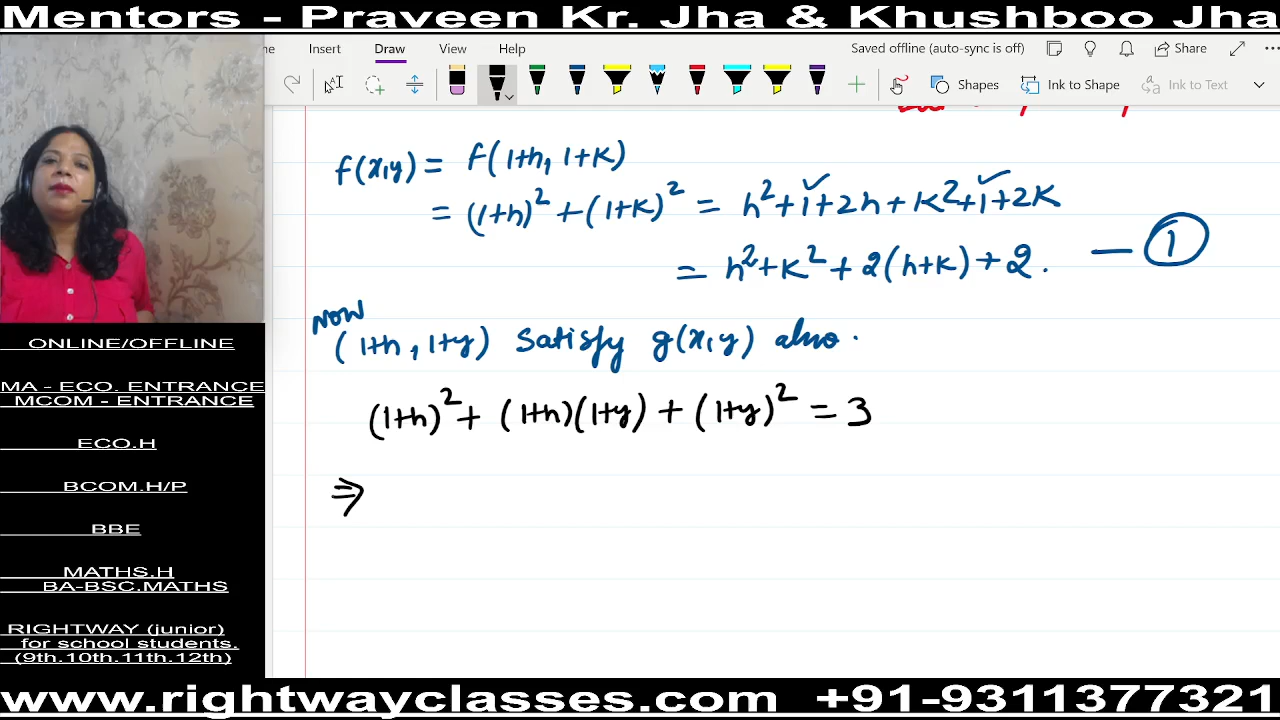 Mentors - Praveen Kr. Jha & Khushboo Jha
Insert Draw View Help
Saved offline (auto-sync is off) Share
Shapes Ink to Shape Ink to Text
f(x,y) = f(1+h, 1+k)
= (1+h)² + (1+k)² = h²+1+2h+k²+1+2k
= h²+k² + 2(h+k) + 2. — ①
Now
(1+h, 1+y) satisfy g(x,y) also.
(1+h)² + (1+h)(1+y) + (1+y)² = 3
⇒
ONLINE/OFFLINE
MA - ECO. ENTRANCE
MCOM - ENTRANCE
ECO.H
BCOM.H/P
BBE
MATHS.H
BA-BSC.MATHS
RIGHTWAY (junior)
for school students.
(9th.10th.11th.12th)
www.rightwayclasses.com +91-9311377321